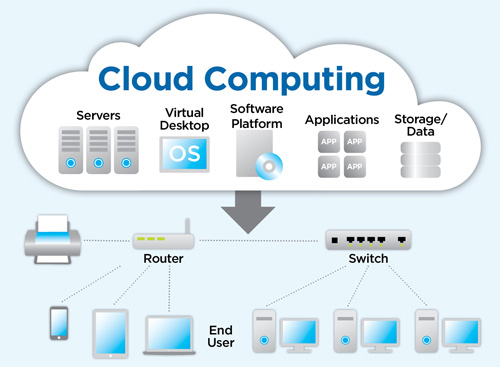 Cloud Computing
Servers
Virtual
Desktop
Software
Platform
Applications
Storage/
Data
OS
APP APP
APP APP
Router
Switch
End
User